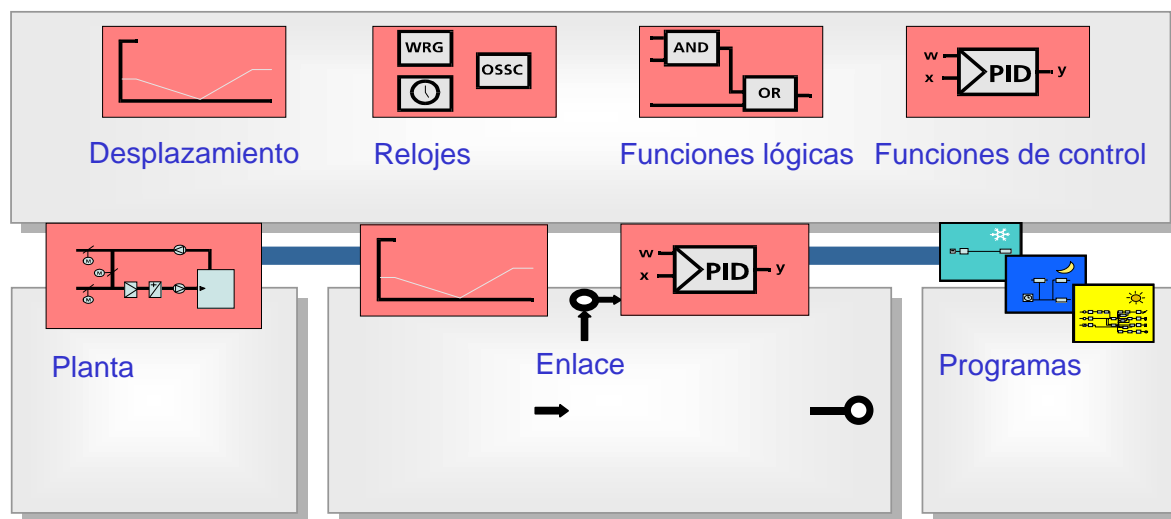 WRG
OSSC
AND
OR
w
x
PID
y
Desplazamiento
Relojes
Funciones lógicas
Funciones de control
M
M
M
w
x
PID
y
Planta
Enlace
Programas